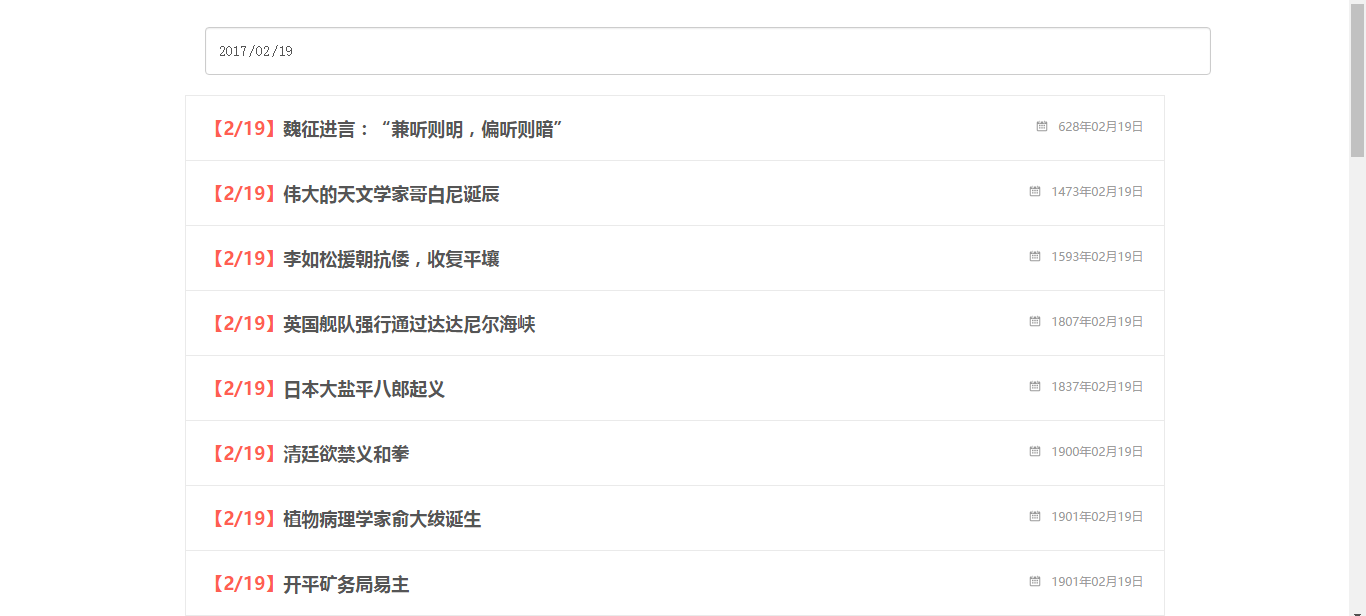 2017/02/19
【2/19】魏征进言：“兼听则明，偏听则暗” 628年02月19日
【2/19】伟大的天文学家哥白尼诞辰 1473年02月19日
【2/19】李如松援朝抗倭，收复平壤 1593年02月19日
【2/19】英国舰队强行通过达达尼尔海峡 1807年02月19日
【2/19】日本大盐平八郎起义 1837年02月19日
【2/19】清廷欲禁义和拳 1900年02月19日
【2/19】植物病理学家俞大绂诞生 1901年02月19日
【2/19】开平矿务局易主 1901年02月19日